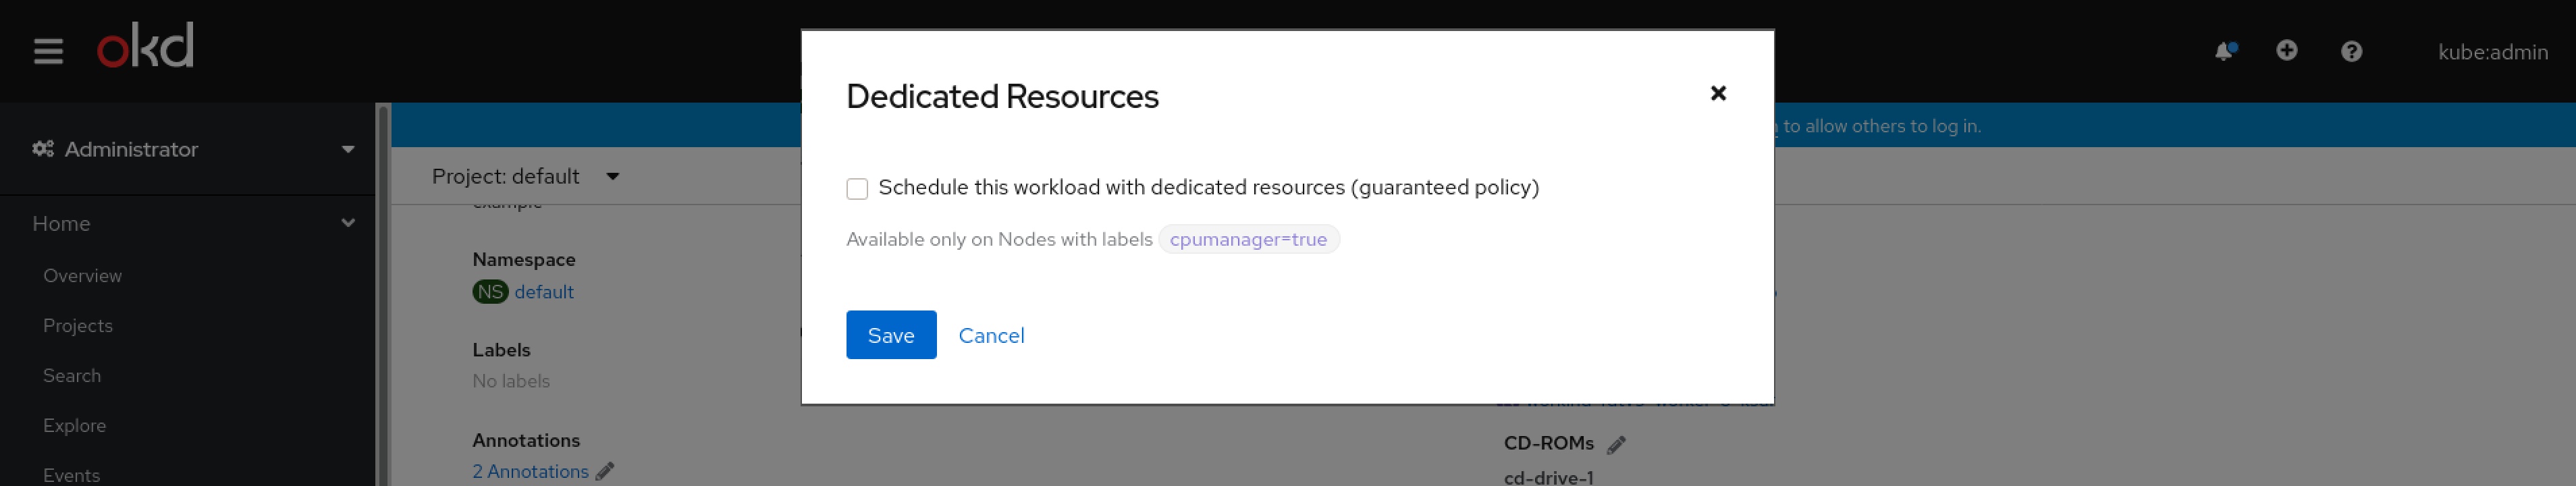 okd
kube:admin
Administrator
Home
Overview
Projects
Search
Explore
Events
to allow others to log in.
Project: default
example
Namespace
NS default
Labels
No labels
Annotations
2 Annotations
Dedicated Resources
Schedule this workload with dedicated resources (guaranteed policy)
Available only on Nodes with labels cpumanager=true
Save Cancel
CD-ROMs
cd-drive-1